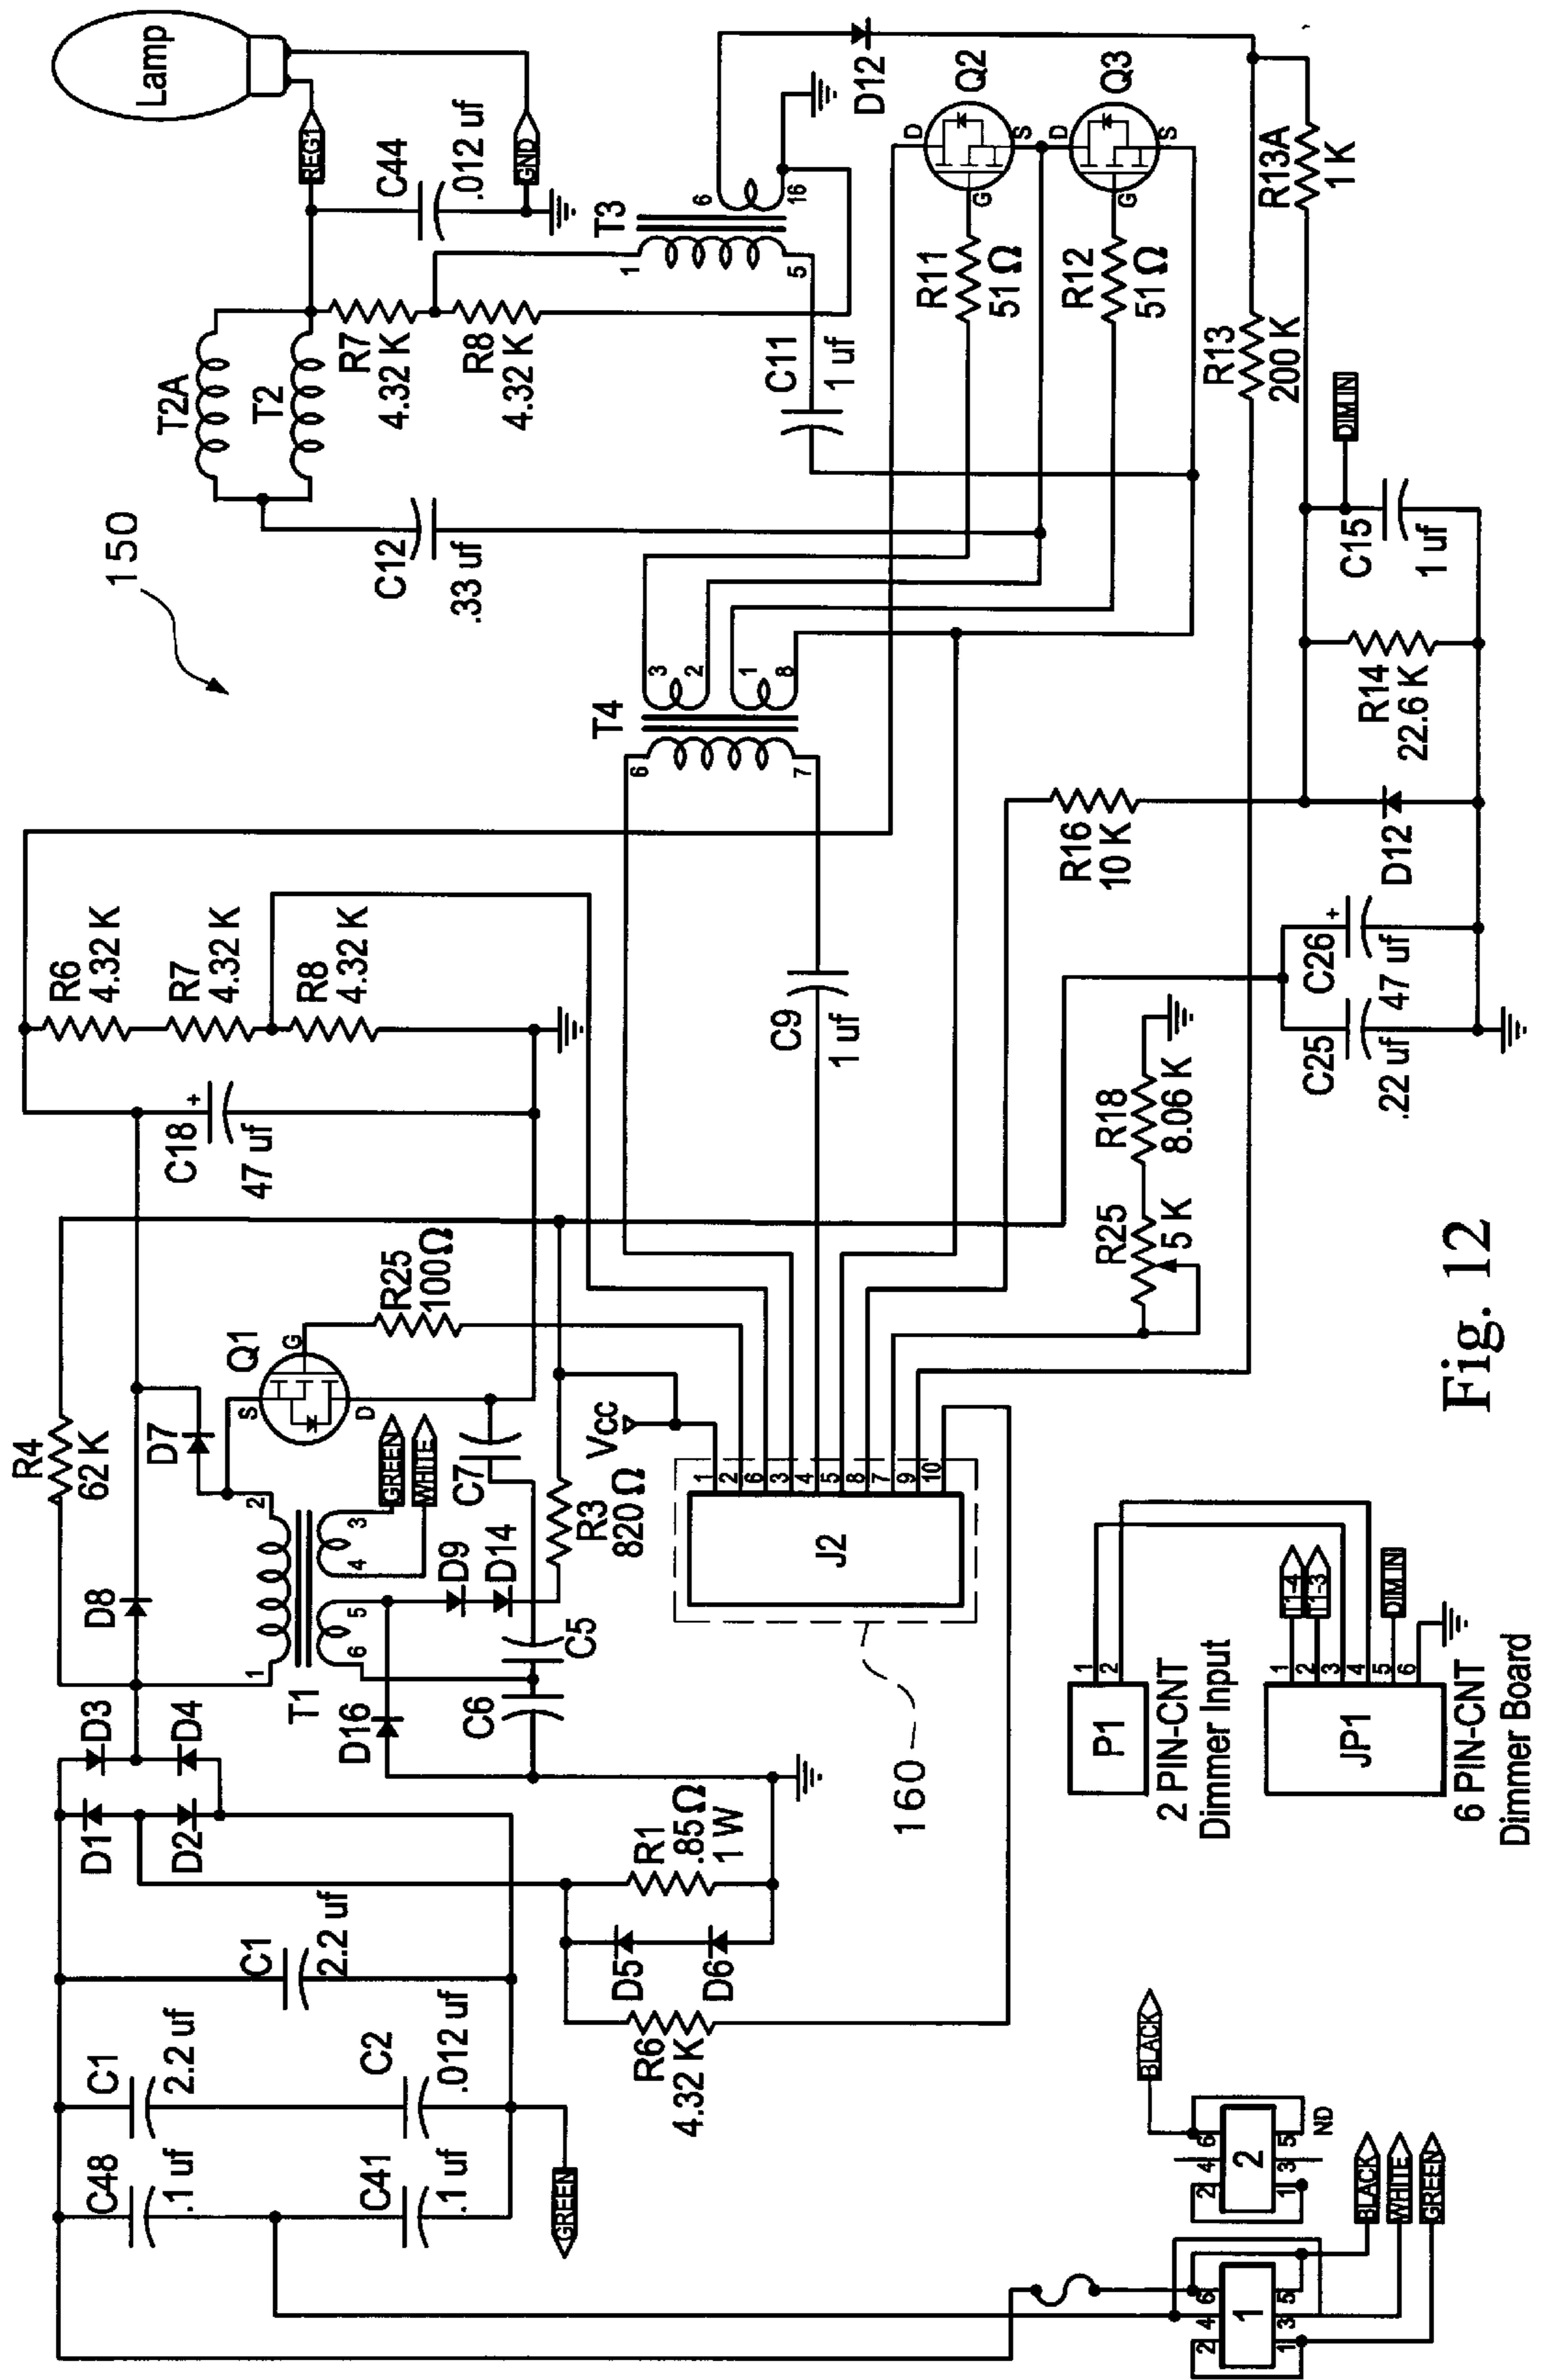 150
Lamp
REG1
C44
.012 uf
GND
T2A
T2
R7
4.32 K
R8
4.32 K
T3
1
5
6
16
D12
C11
1 uf
C12
.33 uf
D
Q2
G
S
R11
51 Ω
D
Q3
G
S
R12
51 Ω
R13A
1 K
R13
200 K
DIM IN
C15
1 uf
R14
22.6 K
D12
R16
10 K
C26
+
47 uf
C25
.22 uf
T4
3
2
1
8
6
7
C9
1 uf
R6
4.32 K
R7
4.32 K
R8
4.32 K
C18
+
47 uf
R18
8.06 K
R25
5 K
R4
62 K
D7
Q1
S
G
D
R25
100 Ω
D8
T1
1
2
3
4
5
6
GREEN
WHITE
C7
Vcc
D9
D14
R3
820 Ω
D16
C6
C5
J2
1
2
6
3
4
5
8
7
9
10
160
D3
D4
D1
D2
R1
.85 Ω
1 W
D5
D6
R6
4.32 K
C1
2.2 uf
C1
2.2 uf
C2
.012 uf
C48
.1 uf
C41
.1 uf
GREEN
P1
1
2
2 PIN-CNT
Dimmer Input
JP1
1
2
3
4
5
6
T1-4
T1-3
DIM IN
6 PIN-CNT
Dimmer Board
BLACK
2
2
4
6
1
3
5
ND
1
2
4
6
1
3
5
BLACK
WHITE
GREEN
Fig. 12